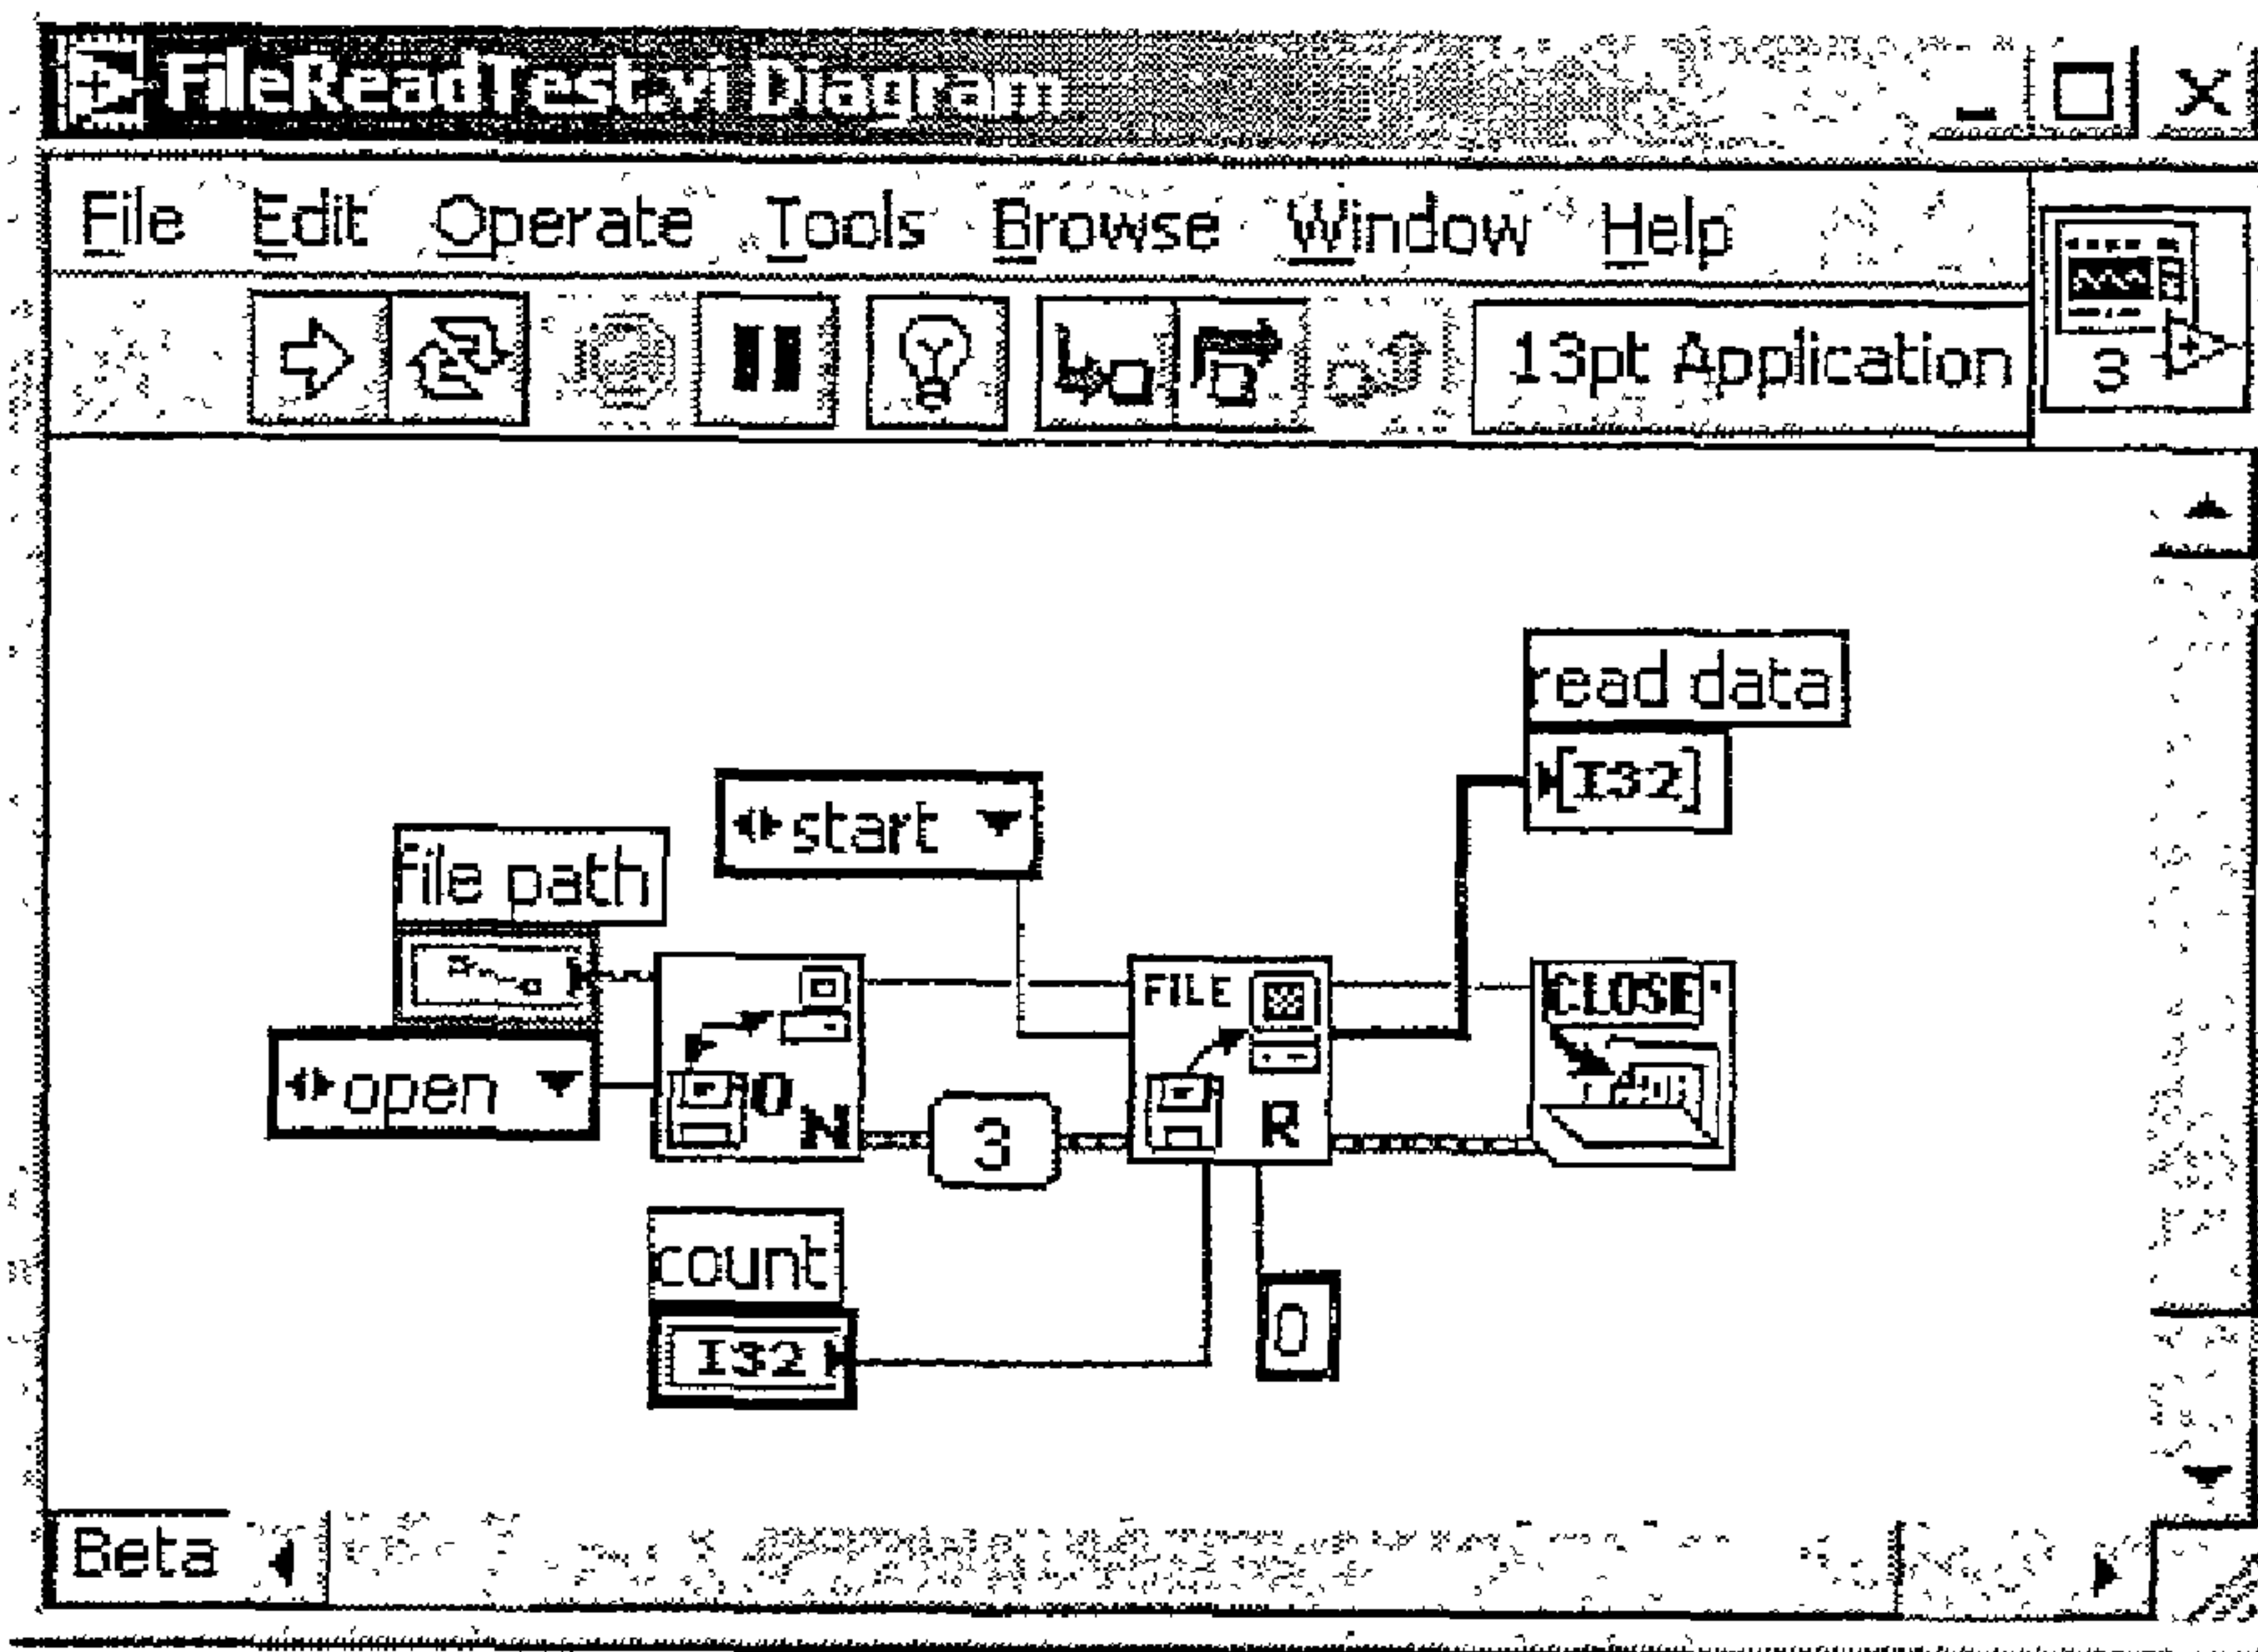 FileReadTest.vi Diagram
File Edit Operate Tools Browse Window Help
13pt Application
3
read data
[I32]
start
file path
FILE
CLOSE
open
O
N
3
R
count
I32
0
Beta